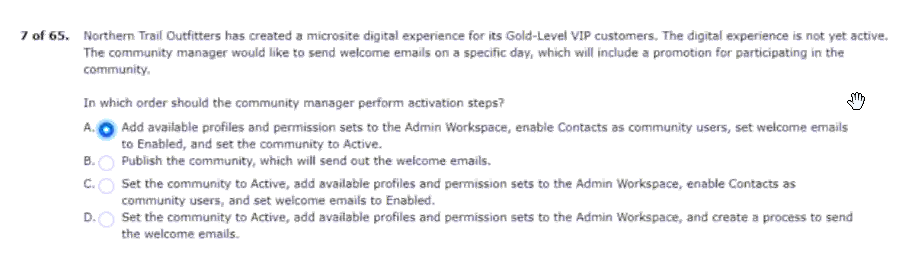 7 of 65. Northern Trail Outfitters has created a microsite digital experience for its Gold-Level VIP customers. The digital experience is not yet active.
The community manager would like to send welcome emails on a specific day, which will include a promotion for participating in the
community.
In which order should the community manager perform activation steps?
A. Add available profiles and permission sets to the Admin Workspace, enable Contacts as community users, set welcome emails
to Enabled, and set the community to Active.
B. Publish the community, which will send out the welcome emails.
C. Set the community to Active, add available profiles and permission sets to the Admin Workspace, enable Contacts as
community users, and set welcome emails to Enabled.
D. Set the community to Active, add available profiles and permission sets to the Admin Workspace, and create a process to send
the welcome emails.